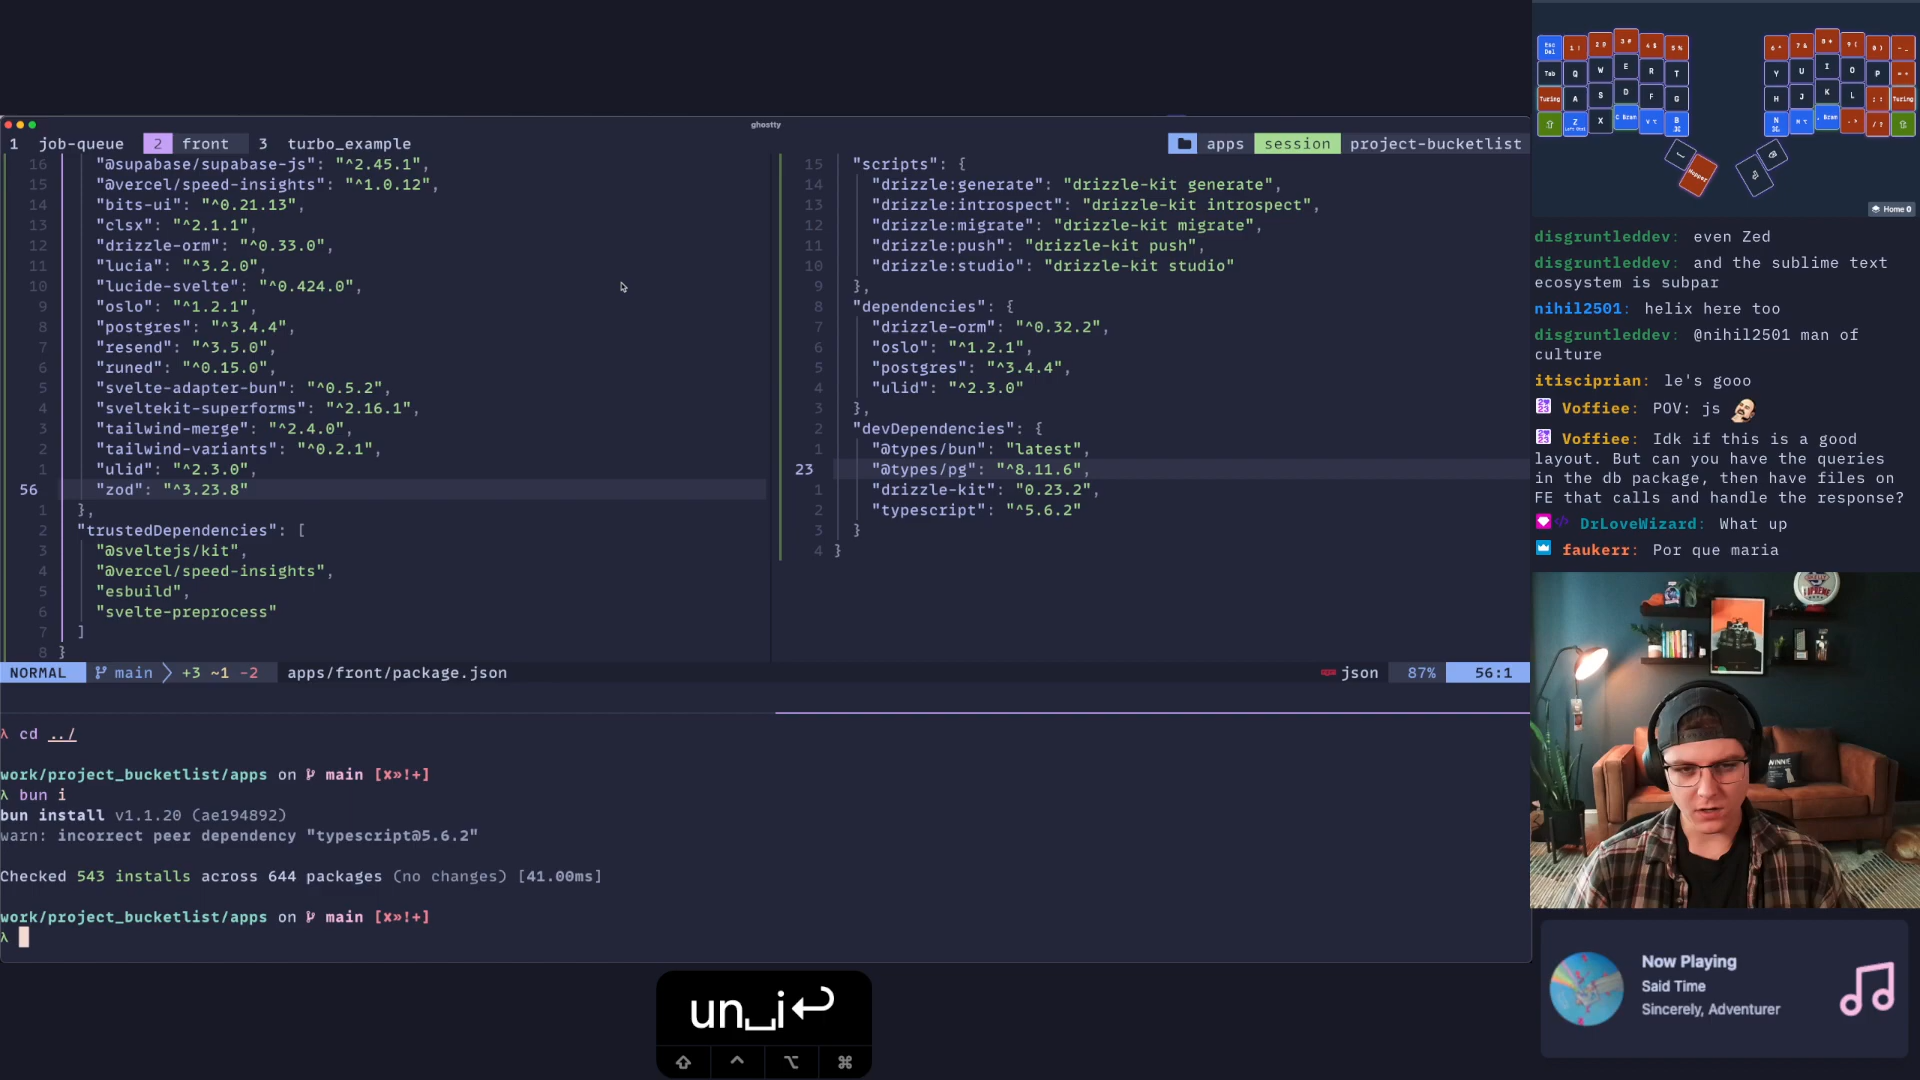 ghostty
1 job-queue 2 front 3 turbo_example
apps session project-bucketlist
16 "@supabase/supabase-js": "^2.45.1",
15 "@vercel/speed-insights": "^1.0.12",
14 "bits-ui": "^0.21.13",
13 "clsx": "^2.1.1",
12 "drizzle-orm": "^0.33.0",
11 "lucia": "^3.2.0",
10 "lucide-svelte": "^0.424.0",
9 "oslo": "^1.2.1",
8 "postgres": "^3.4.4",
7 "resend": "^3.5.0",
6 "runed": "^0.15.0",
5 "svelte-adapter-bun": "^0.5.2",
4 "sveltekit-superforms": "^2.16.1",
3 "tailwind-merge": "^2.4.0",
2 "tailwind-variants": "^0.2.1",
1 "ulid": "^2.3.0",
56 "zod": "^3.23.8"
1 },
2 "trustedDependencies": [
3 "@sveltejs/kit",
4 "@vercel/speed-insights",
5 "esbuild",
6 "svelte-preprocess"
7 ]
8 }
15 "scripts": {
14 "drizzle:generate": "drizzle-kit generate",
13 "drizzle:introspect": "drizzle-kit introspect",
12 "drizzle:migrate": "drizzle-kit migrate",
11 "drizzle:push": "drizzle-kit push",
10 "drizzle:studio": "drizzle-kit studio"
9 },
8 "dependencies": {
7 "drizzle-orm": "^0.32.2",
6 "oslo": "^1.2.1",
5 "postgres": "^3.4.4",
4 "ulid": "^2.3.0"
3 },
2 "devDependencies": {
1 "@types/bun": "latest",
23 "@types/pg": "^8.11.6",
1 "drizzle-kit": "0.23.2",
2 "typescript": "^5.6.2"
3 }
4 }
NORMAL main +3 ~1 -2 apps/front/package.json json 87% 56:1
λ cd ../
work/project_bucketlist/apps on main [✘»!+]
λ bun i
bun install v1.1.20 (ae194892)
warn: incorrect peer dependency "typescript@5.6.2"
Checked 543 installs across 644 packages (no changes) [41.00ms]
work/project_bucketlist/apps on main [✘»!+]
λ
un␣i↩
⇧ ^ ⌥ ⌘
Esc Del
Tab Q W E R T
Turing A S D F G
Z X V B
Y U I O P
H J K L Turing
N
Home 0
disgruntleddev: even Zed
disgruntleddev: and the sublime text
ecosystem is subpar
nihil2501: helix here too
disgruntleddev: @nihil2501 man of
culture
itisciprian: le's gooo
Voffiee: POV: js
Voffiee: Idk if this is a good
layout. But can you have the queries
in the db package, then have files on
FE that calls and handle the response?
DrLoveWizard: What up
faukerr: Por que maria
WINNIE
Now Playing
Said Time
Sincerely, Adventurer